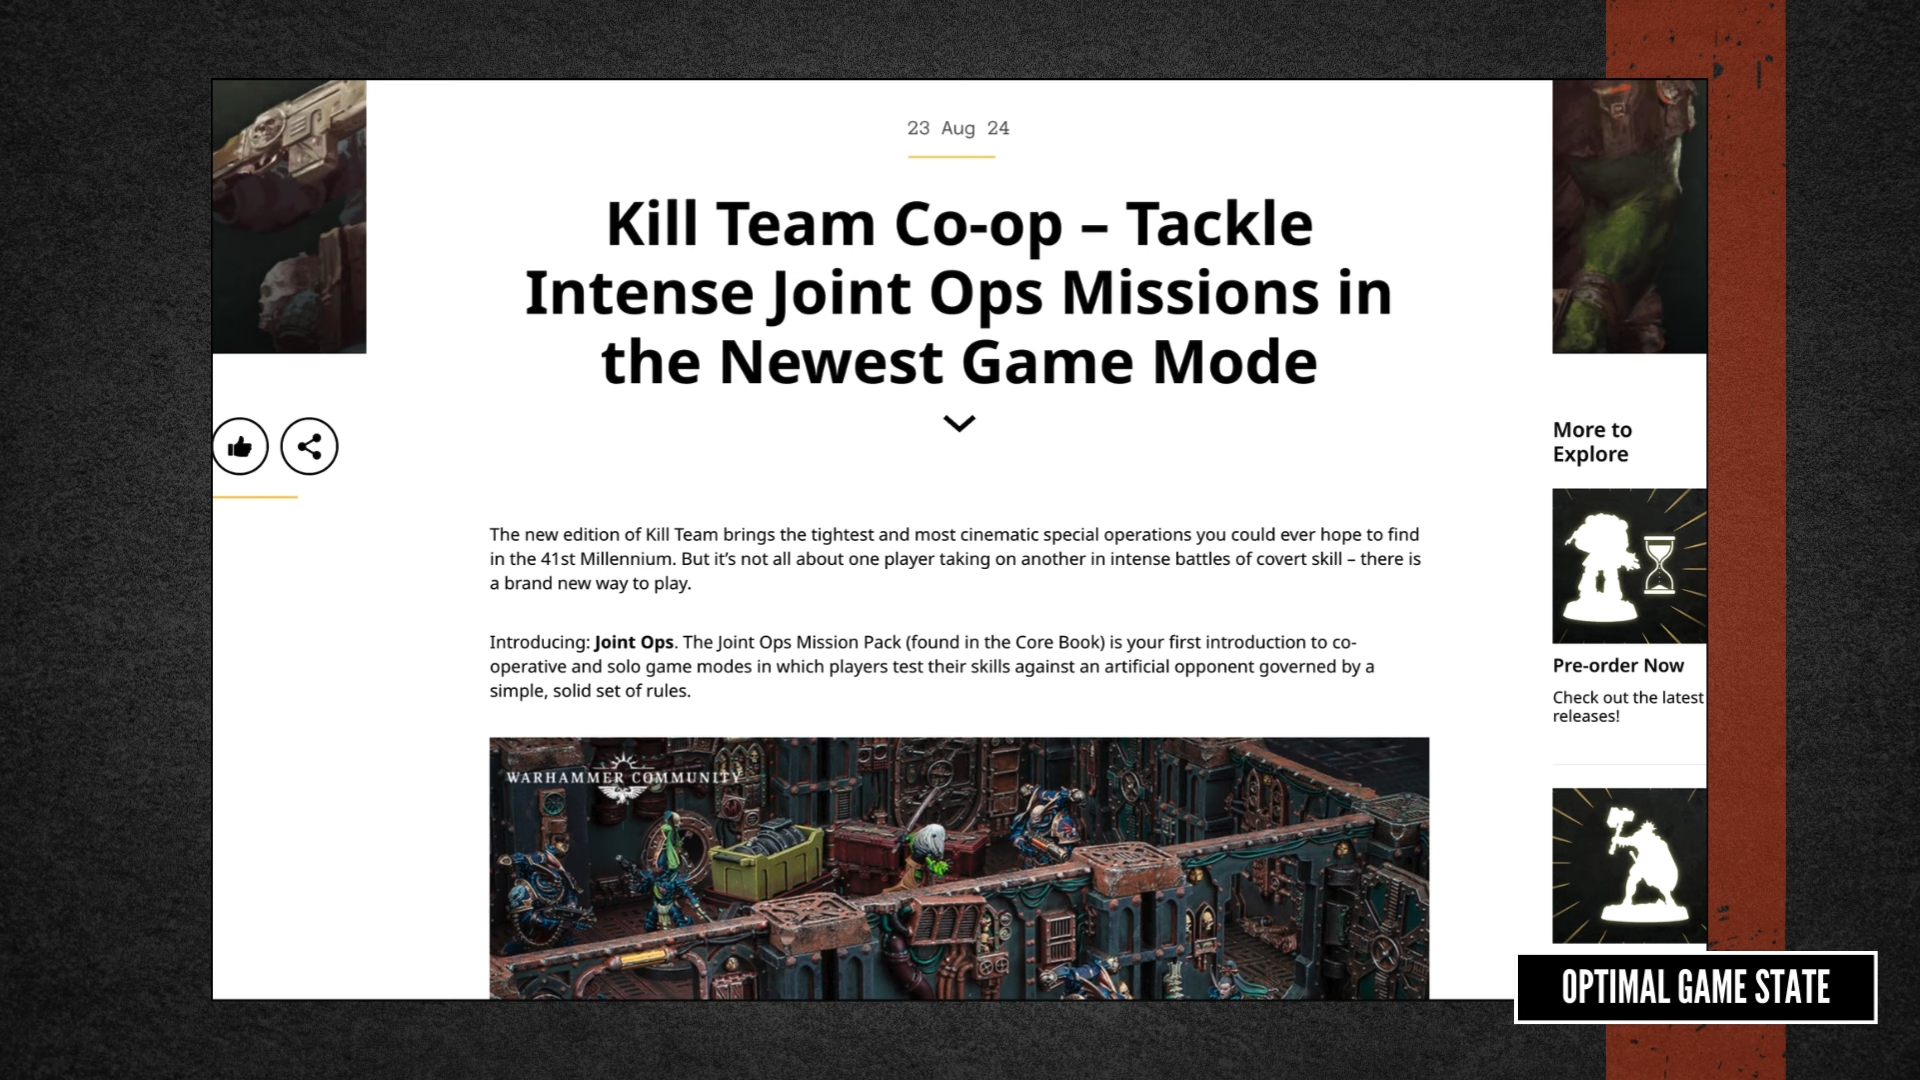 23 Aug 24
Kill Team Co-op – Tackle
Intense Joint Ops Missions in
the Newest Game Mode
The new edition of Kill Team brings the tightest and most cinematic special operations you could ever hope to find
in the 41st Millennium. But it’s not all about one player taking on another in intense battles of covert skill – there is
a brand new way to play.
Introducing: Joint Ops. The Joint Ops Mission Pack (found in the Core Book) is your first introduction to co-
operative and solo game modes in which players test their skills against an artificial opponent governed by a
simple, solid set of rules.
WARHAMMER COMMUNITY
More to
Explore
Pre-order Now
Check out the latest
releases!
OPTIMAL GAME STATE